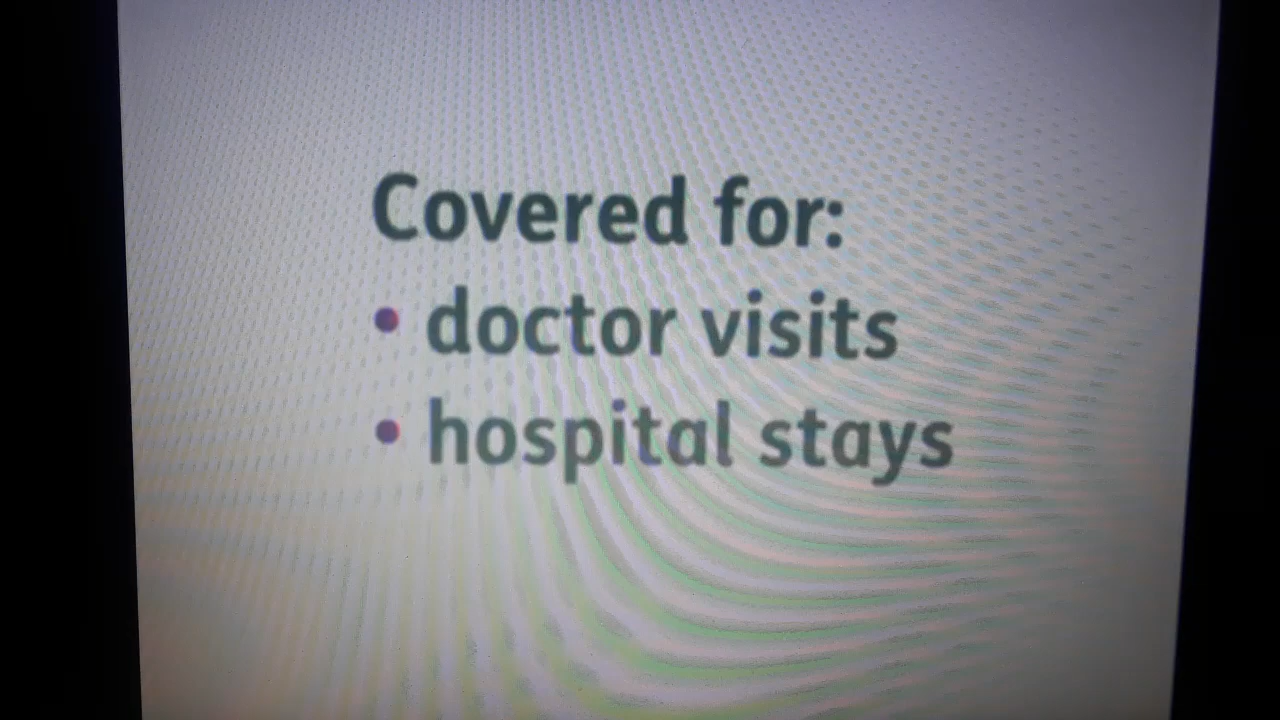 Covered for:
• doctor visits
• hospital stays